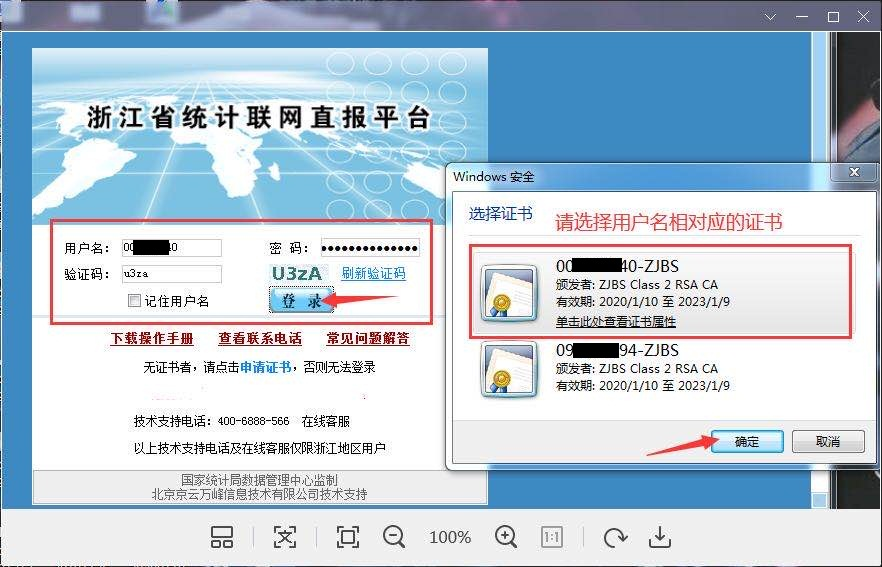 浙江省统计联网直报平台
用户名： 00 40 密 码： ●●●●●●●●●●●●●●
验证码： u3za U3zA 刷新验证码
记住用户名 登 录
下载操作手册 查看联系电话 常见问题解答
无证书者，请点击申请证书，否则无法登录
技术支持电话：400-6888-566 在线客服
以上技术支持电话及在线客服仅限浙江地区用户
国家统计局数据管理中心监制
北京京云万峰信息技术有限公司技术支持
Windows 安全
选择证书 请选择用户名相对应的证书
00 40-ZJBS
颁发者: ZJBS Class 2 RSA CA
有效期: 2020/1/10 至 2023/1/9
单击此处查看证书属性
09 94-ZJBS
颁发者: ZJBS Class 2 RSA CA
有效期: 2020/1/10 至 2023/1/9
确定 取消
100% 1:1